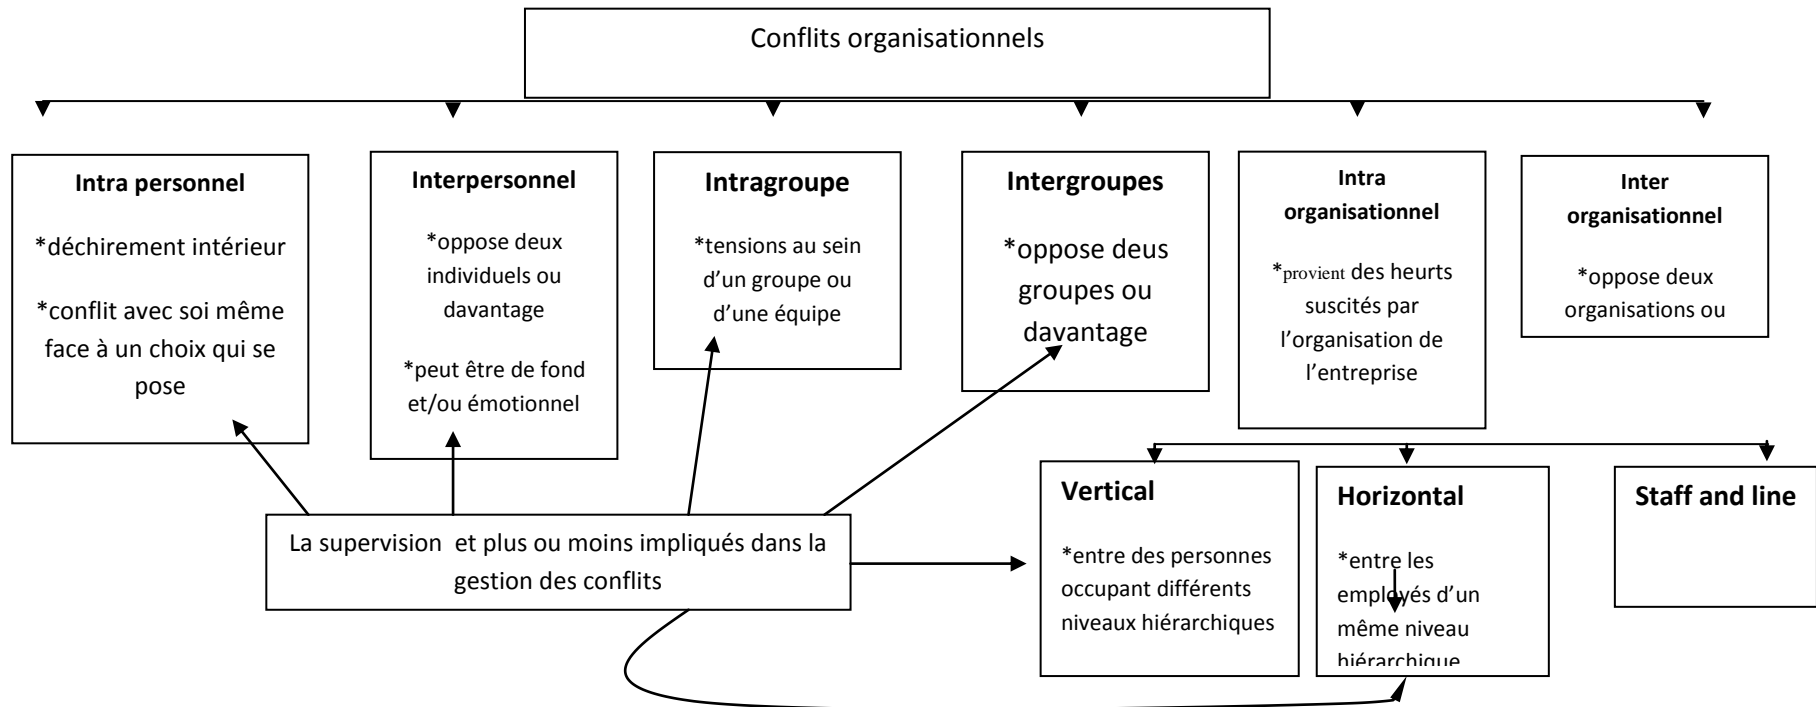 Conflits organisationnels
Intra personnel
*déchirement intérieur
*conflit avec soi même
face à un choix qui se
pose
Interpersonnel
*oppose deux
individuels ou
davantage
*peut être de fond
et/ou émotionnel
Intragroupe
*tensions au sein
d'un groupe ou
d'une équipe
Intergroupes
*oppose deus
groupes ou
davantage
Intra
organisationnel
*provient des heurts
suscités par
l'organisation de
l'entreprise
Inter
organisationnel
*oppose deux
organisations ou
La supervision et plus ou moins impliqués dans la
gestion des conflits
Vertical
*entre des personnes
occupant différents
niveaux hiérarchiques
Horizontal
*entre les
employés d'un
même niveau
hiérarchique
Staff and line